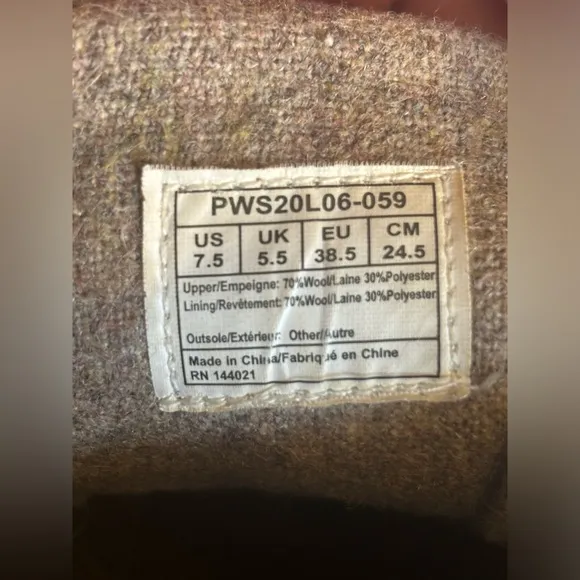 PWS20L06-059
US UK EU CM
7.5 5.5 38.5 24.5
Upper/Empeigne: 70%Wool/Laine 30%Polyester
Lining/Revêtement: 70%Wool/Laine 30%Polyester
Outsole/Extérieur: Other/Autre
Made in China/Fabriqué en Chine
RN 144021